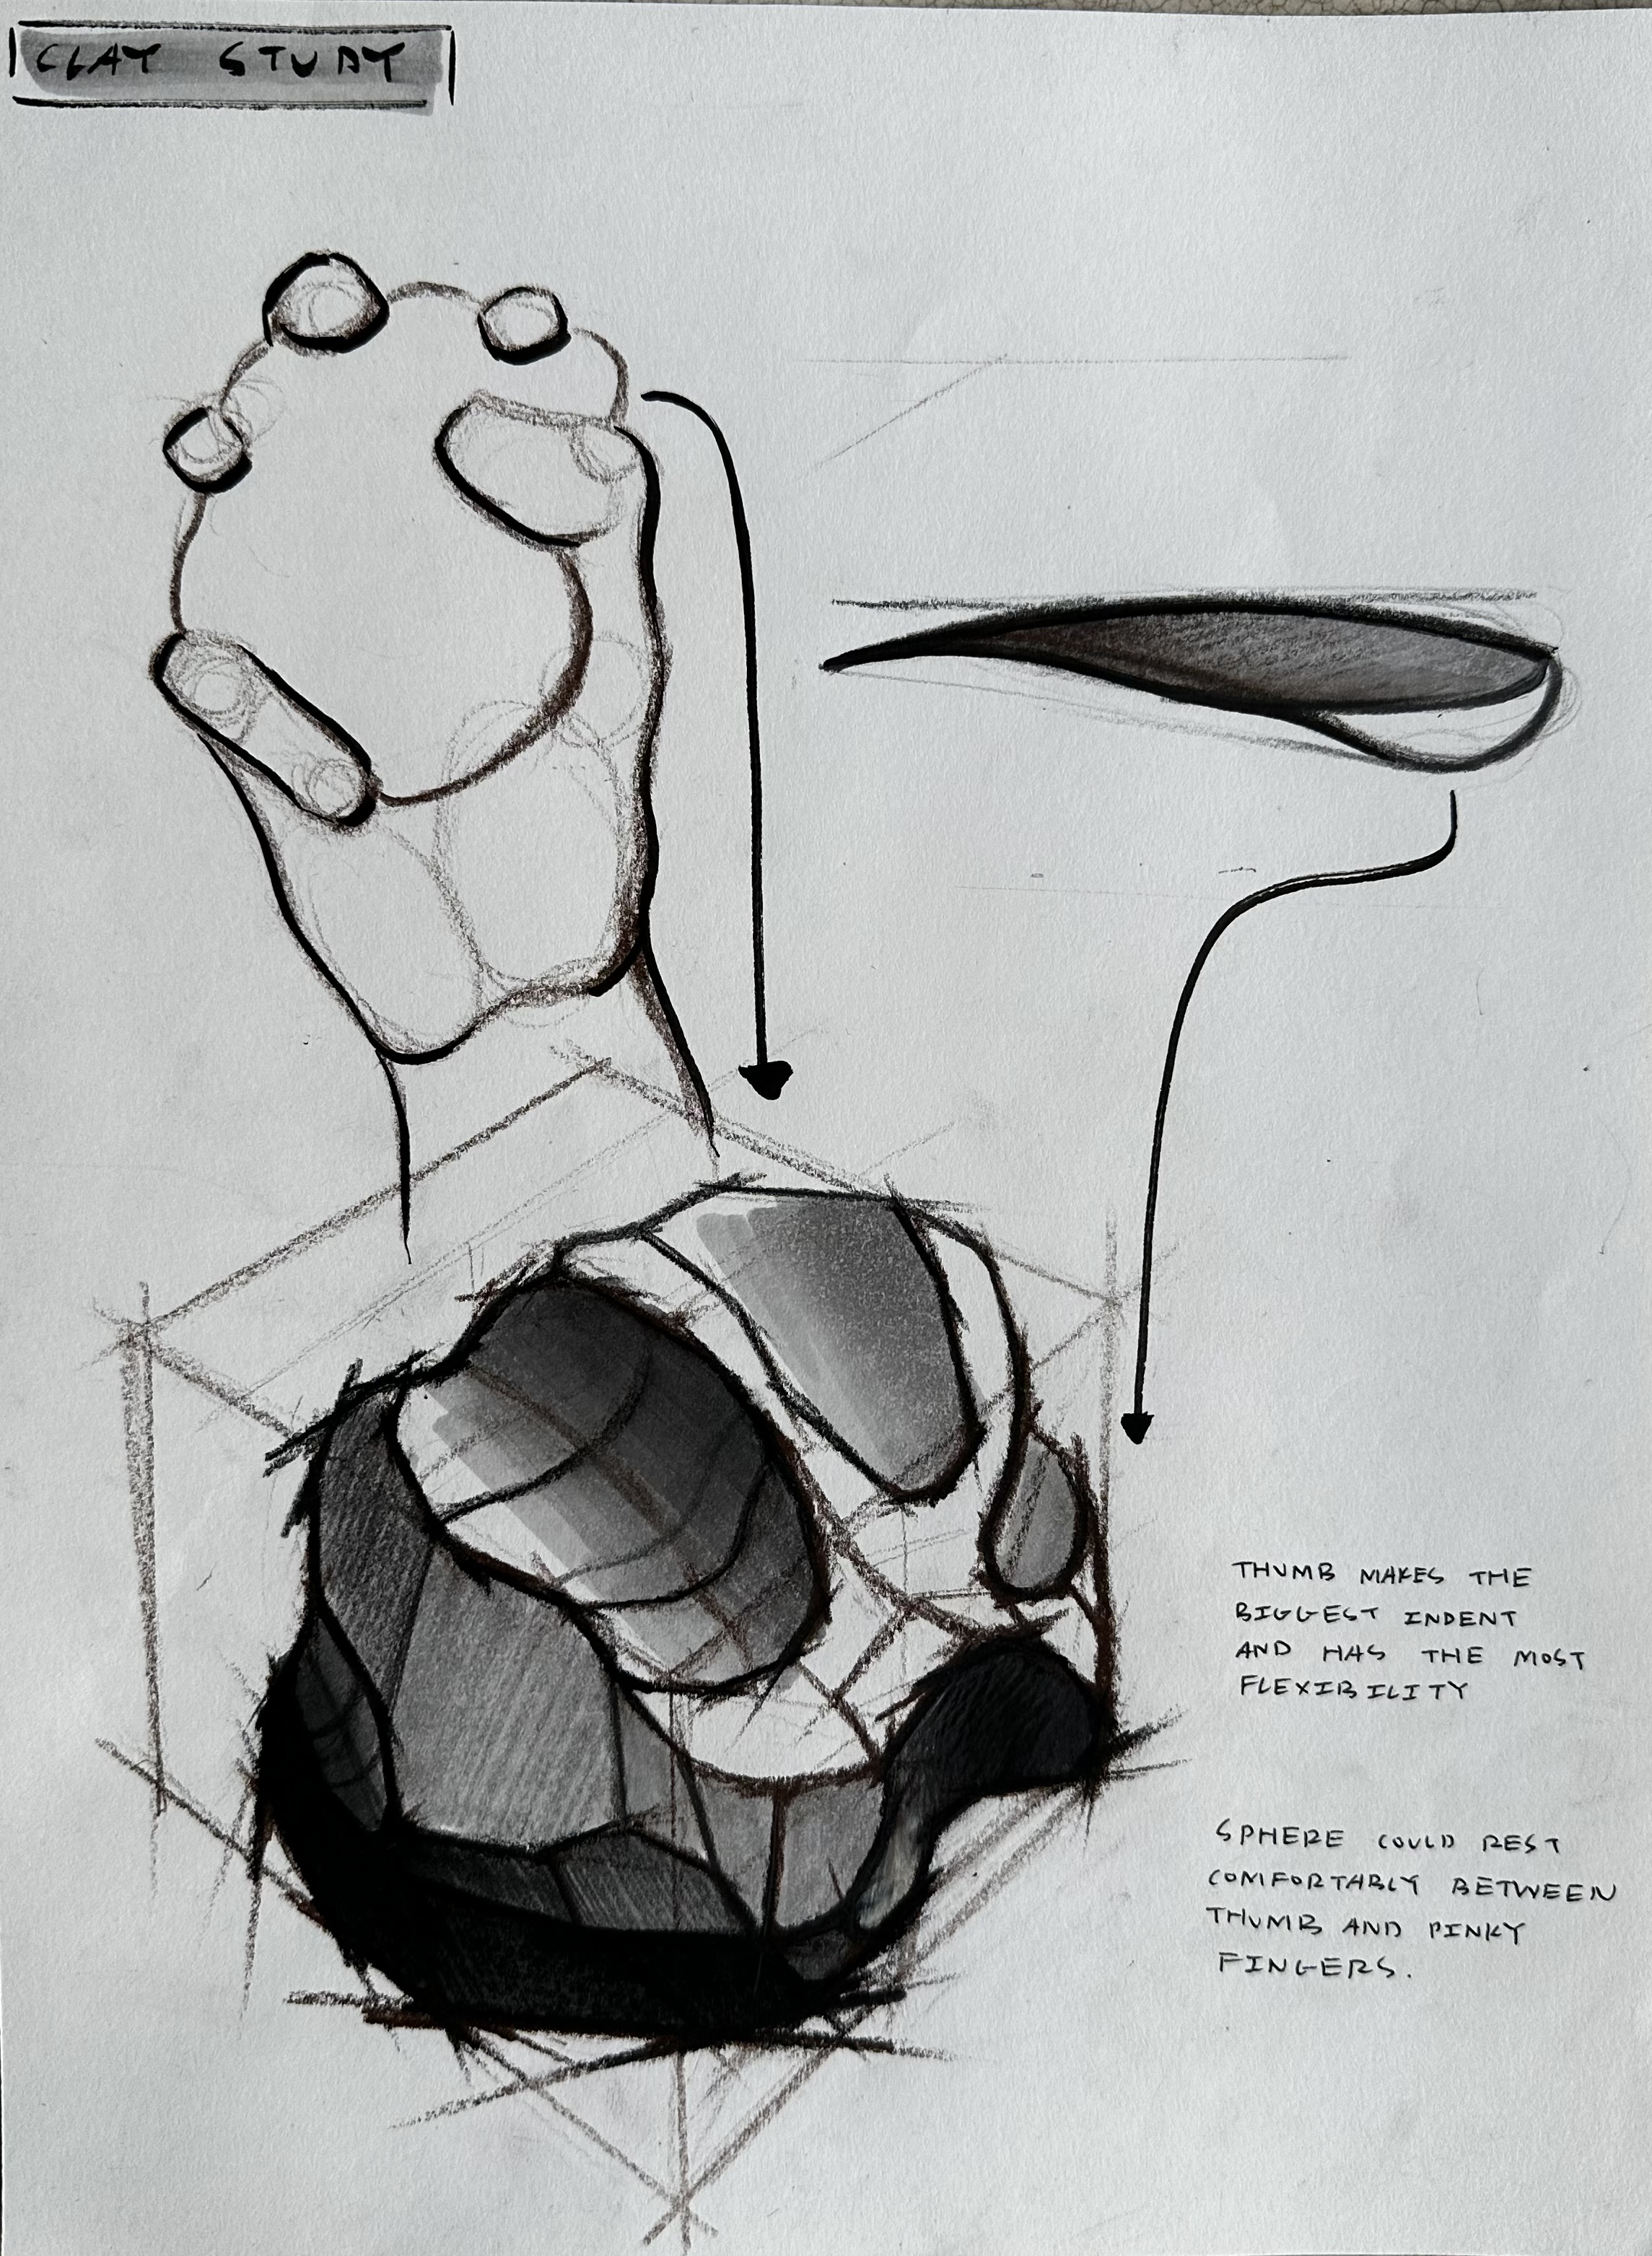 CLAY STUDY
THUMB MAKES THE
BIGGEST INDENT
AND HAS THE MOST
FLEXIBILITY
SPHERE COULD REST
COMFORTABLY BETWEEN
THUMB AND PINKY
FINGERS.